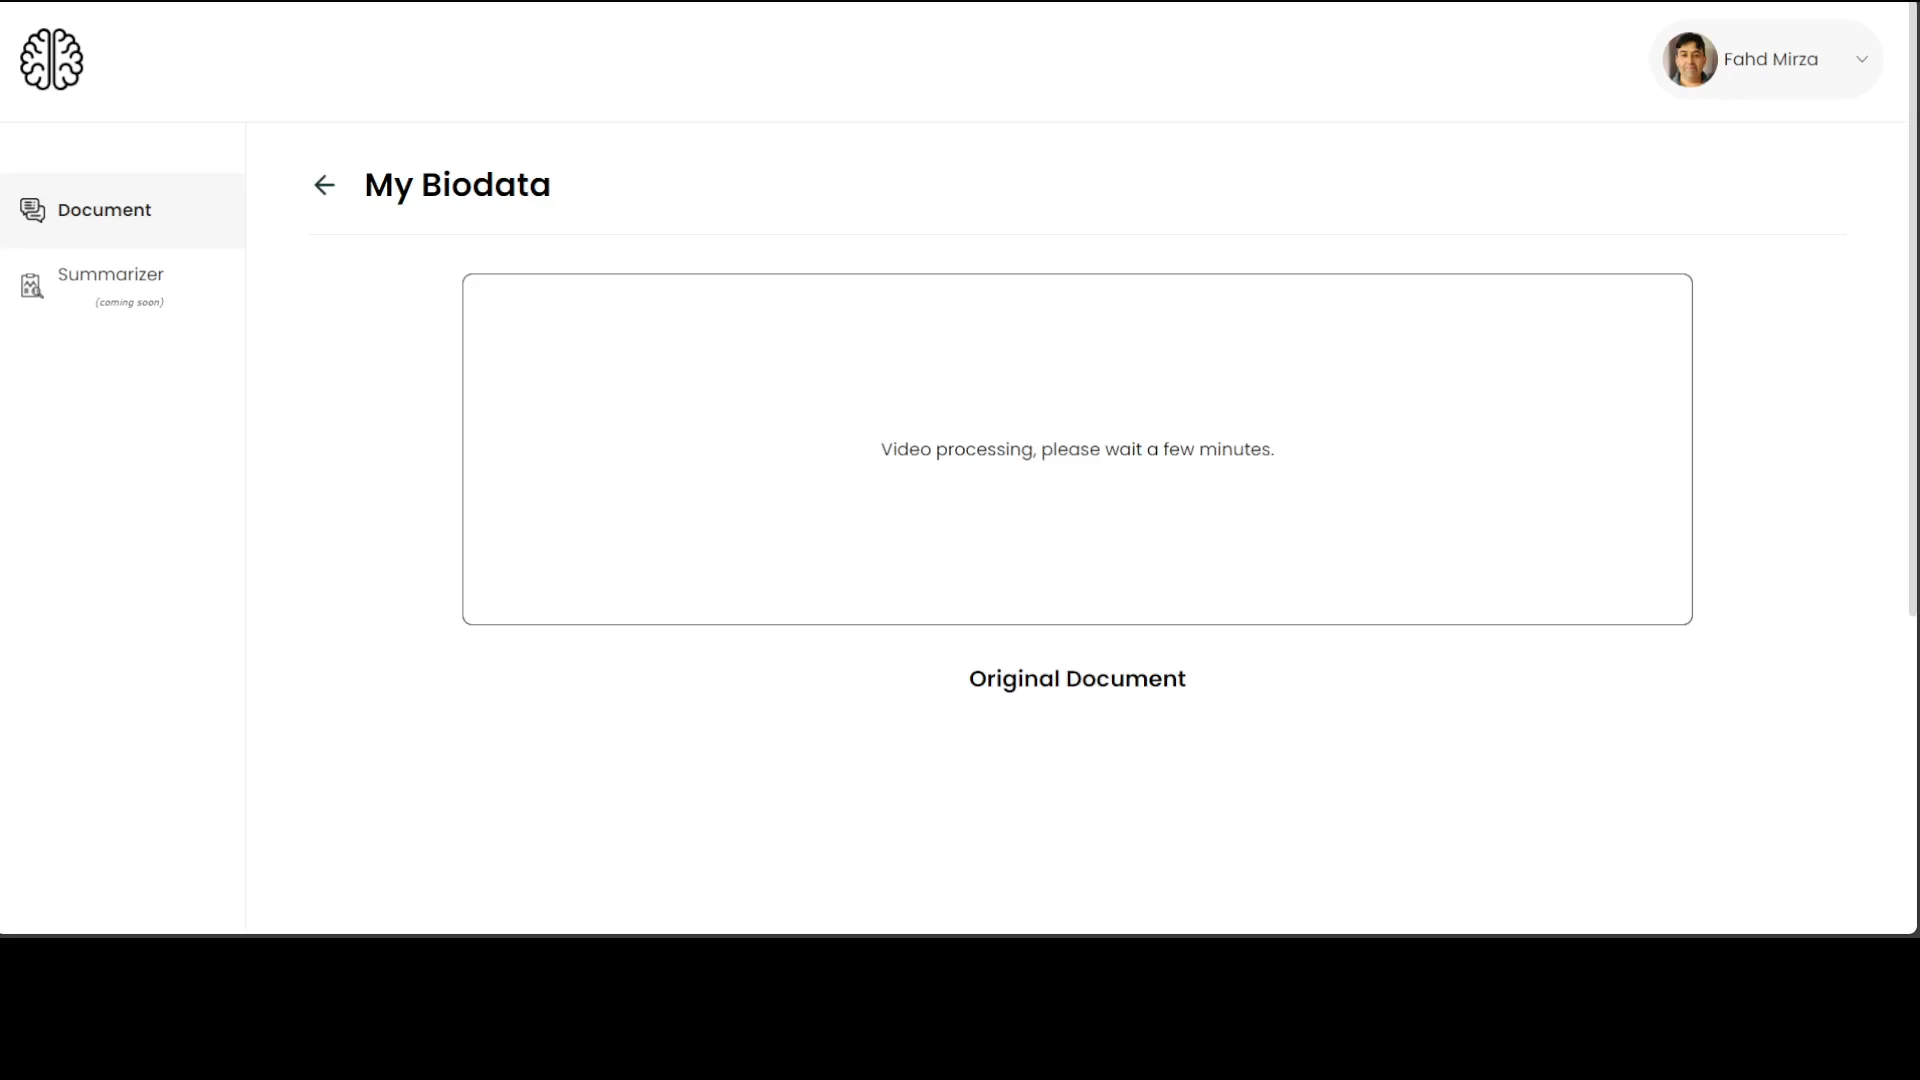 Fahd Mirza
Document
Summarizer
(coming soon)
My Biodata
Video processing, please wait a few minutes.
Original Document